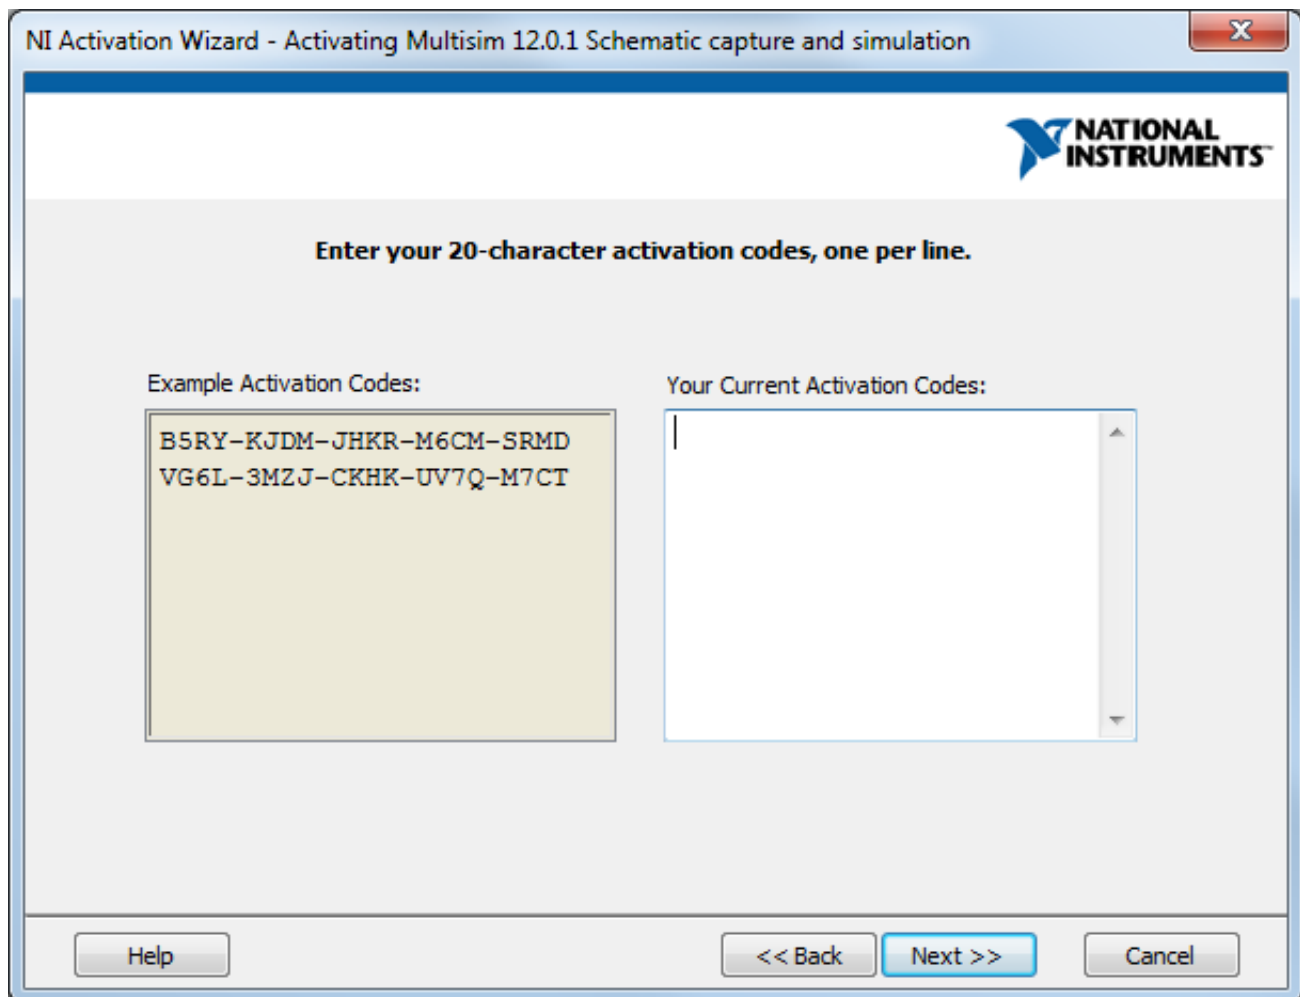 NI Activation Wizard - Activating Multisim 12.0.1 Schematic capture and simulation
X
NATIONAL
INSTRUMENTS™
Enter your 20-character activation codes, one per line.
Example Activation Codes:
B5RY-KJDM-JHKR-M6CM-SRMD
VG6L-3MZJ-CKHK-UV7Q-M7CT
Your Current Activation Codes:
Help
<< Back
Next >>
Cancel